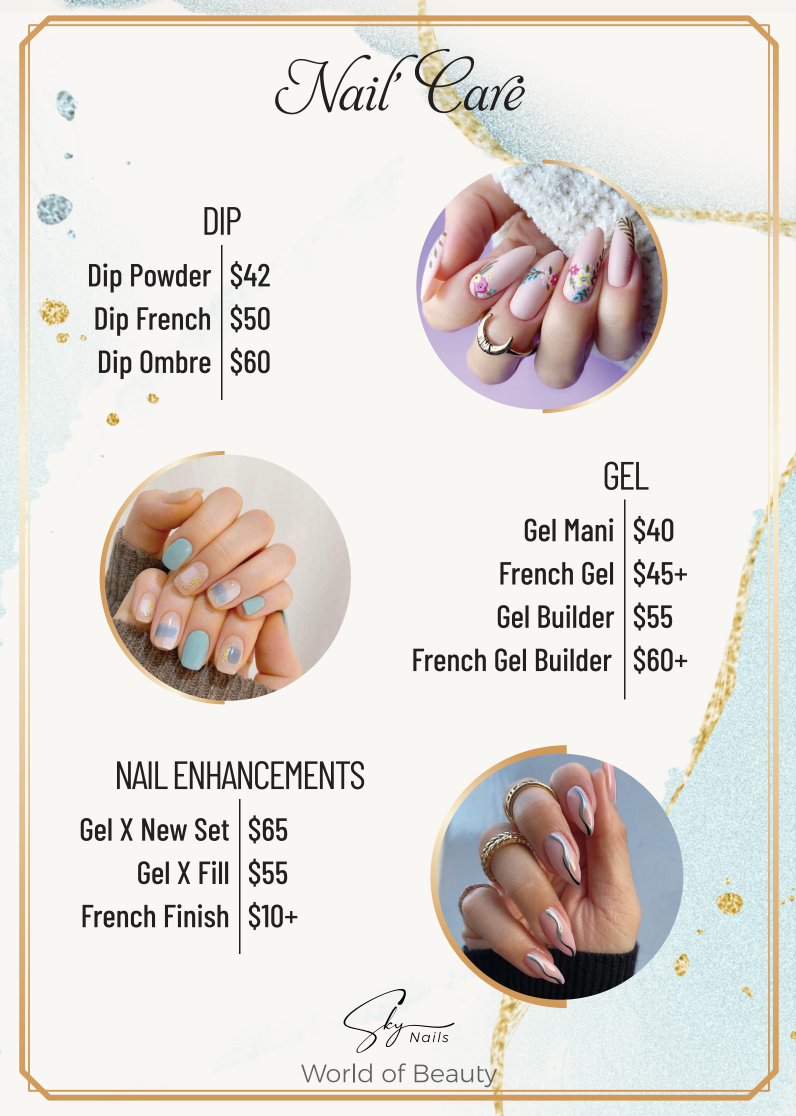 Nail Care
DIP
Dip Powder $42
Dip French $50
Dip Ombre $60
GEL
Gel Mani $40
French Gel $45+
Gel Builder $55
French Gel Builder $60+
NAIL ENHANCEMENTS
Gel X New Set $65
Gel X Fill $55
French Finish $10+
Sky
Nails
World of Beauty